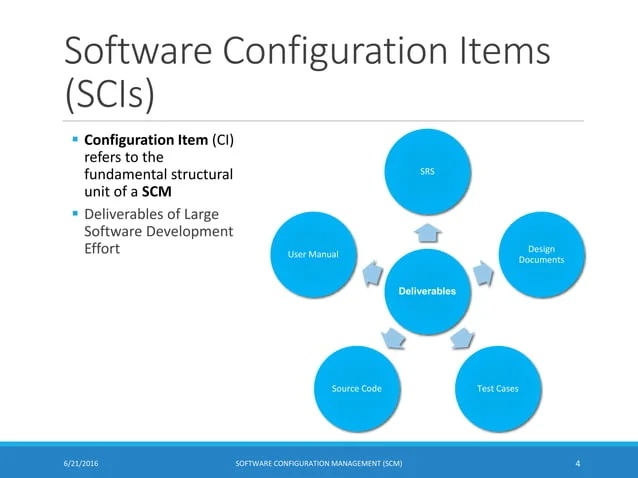 Software Configuration Items
(SCIs)
▪ Configuration Item (CI)
refers to the
fundamental structural
unit of a SCM
▪ Deliverables of Large
Software Development
Effort
SRS
Design
Documents
Test Cases
Source Code
User Manual
Deliverables
6/21/2016
SOFTWARE CONFIGURATION MANAGEMENT (SCM)
4